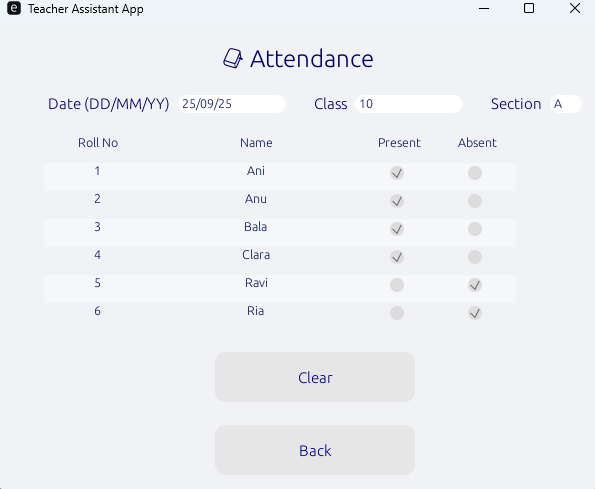 Teacher Assistant App
Attendance
Date (DD/MM/YY) 25/09/25 Class 10 Section A
Roll No Name Present Absent
1 Ani
2 Anu
3 Bala
4 Clara
5 Ravi
6 Ria
Clear
Back